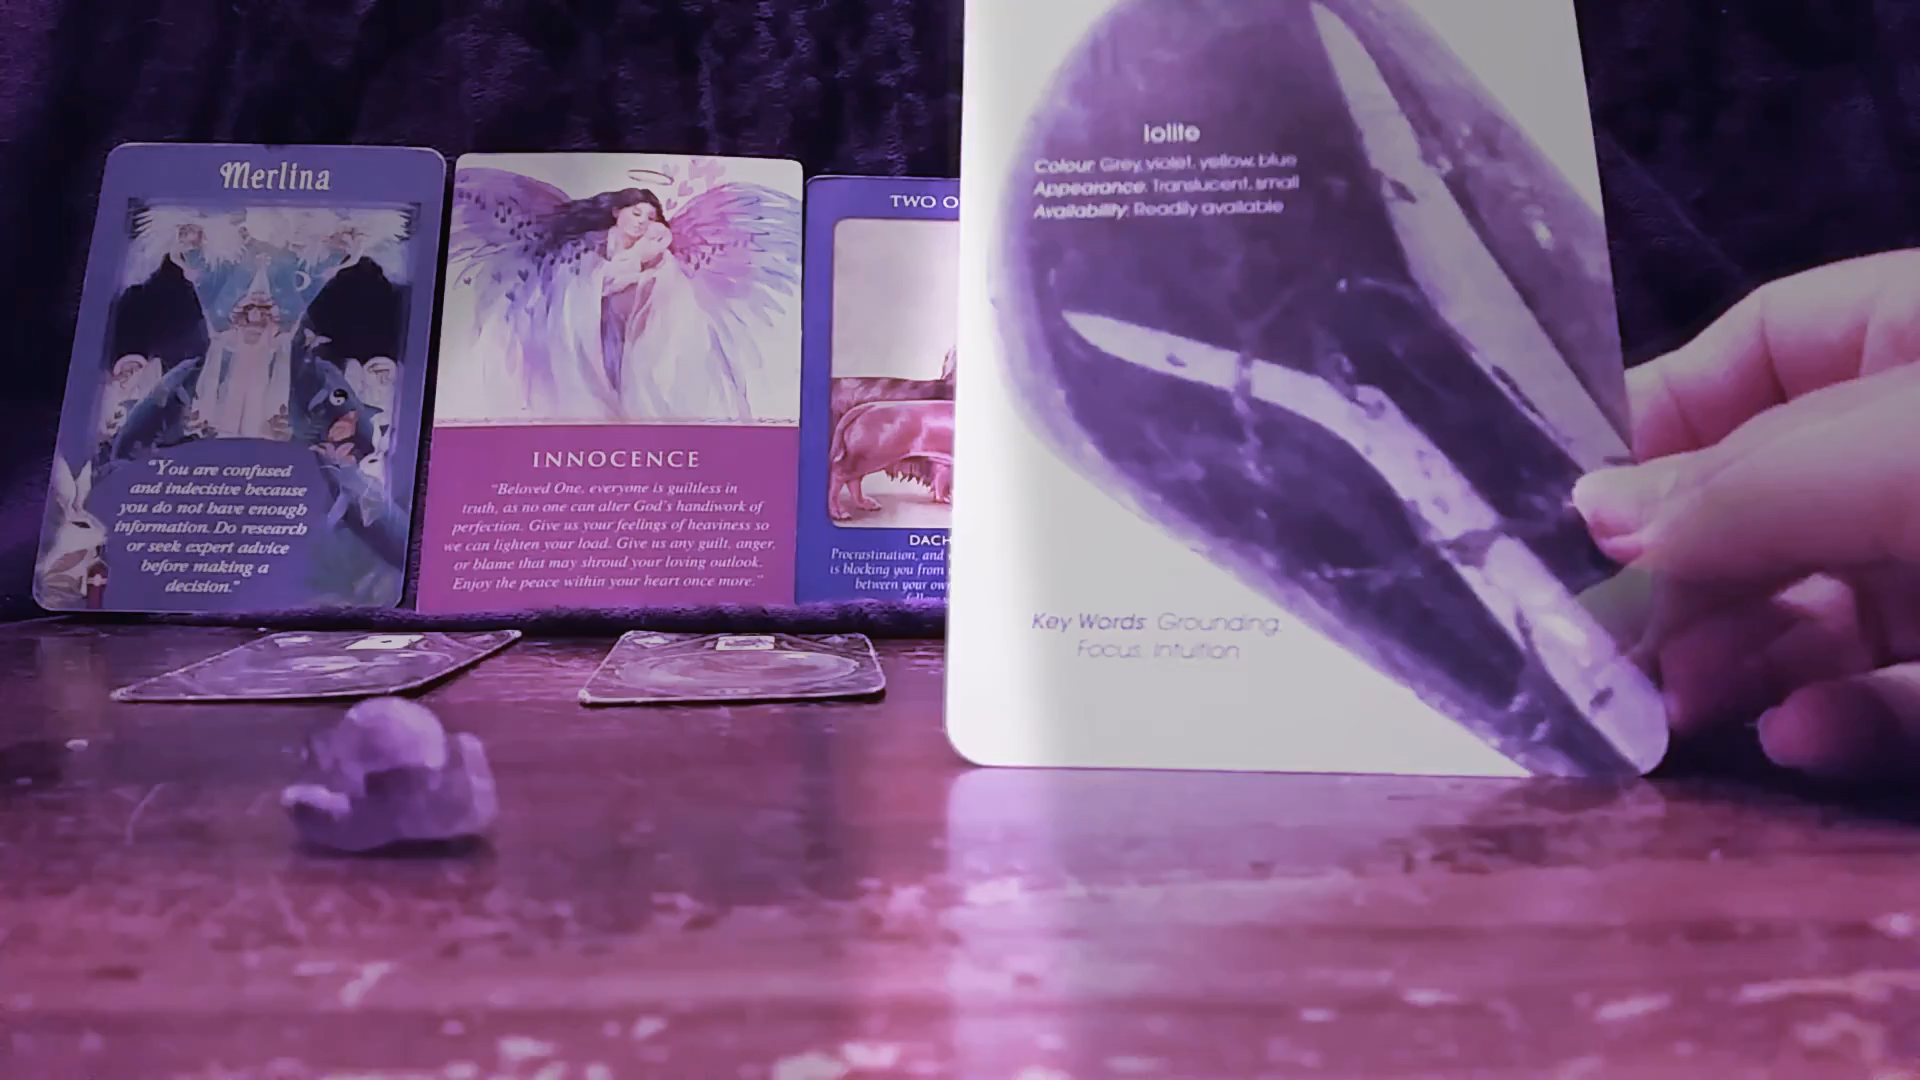 Merlina
"You are confused
and indecisive because
you do not have enough
information. Do research
or seek expert advice
before making a
decision."
INNOCENCE
"Beloved One, everyone is guiltless in
truth, as no one can alter God's handiwork of
perfection. Give us your feelings of heaviness so
we can lighten your load. Give us any guilt, anger,
or blame that may shroud your loving outlook.
Enjoy the peace within your heart once more."
TWO O
DACH
Procrastination, and
is blocking you from
between your own
Iolite
Colour: Grey, violet, yellow, blue
Appearance: Translucent, small
Availability: Readily available
Key Words: Grounding,
Focus, Intuition